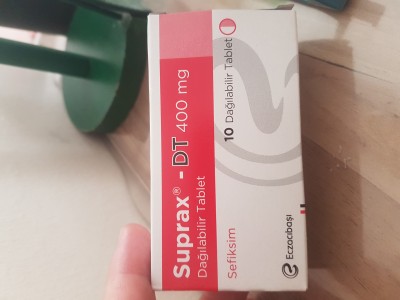 Suprax® - DT 400 mg
Dağılabilir Tablet
Sefiksim
10 Dağılabilir Tablet
Eczacıbaşı